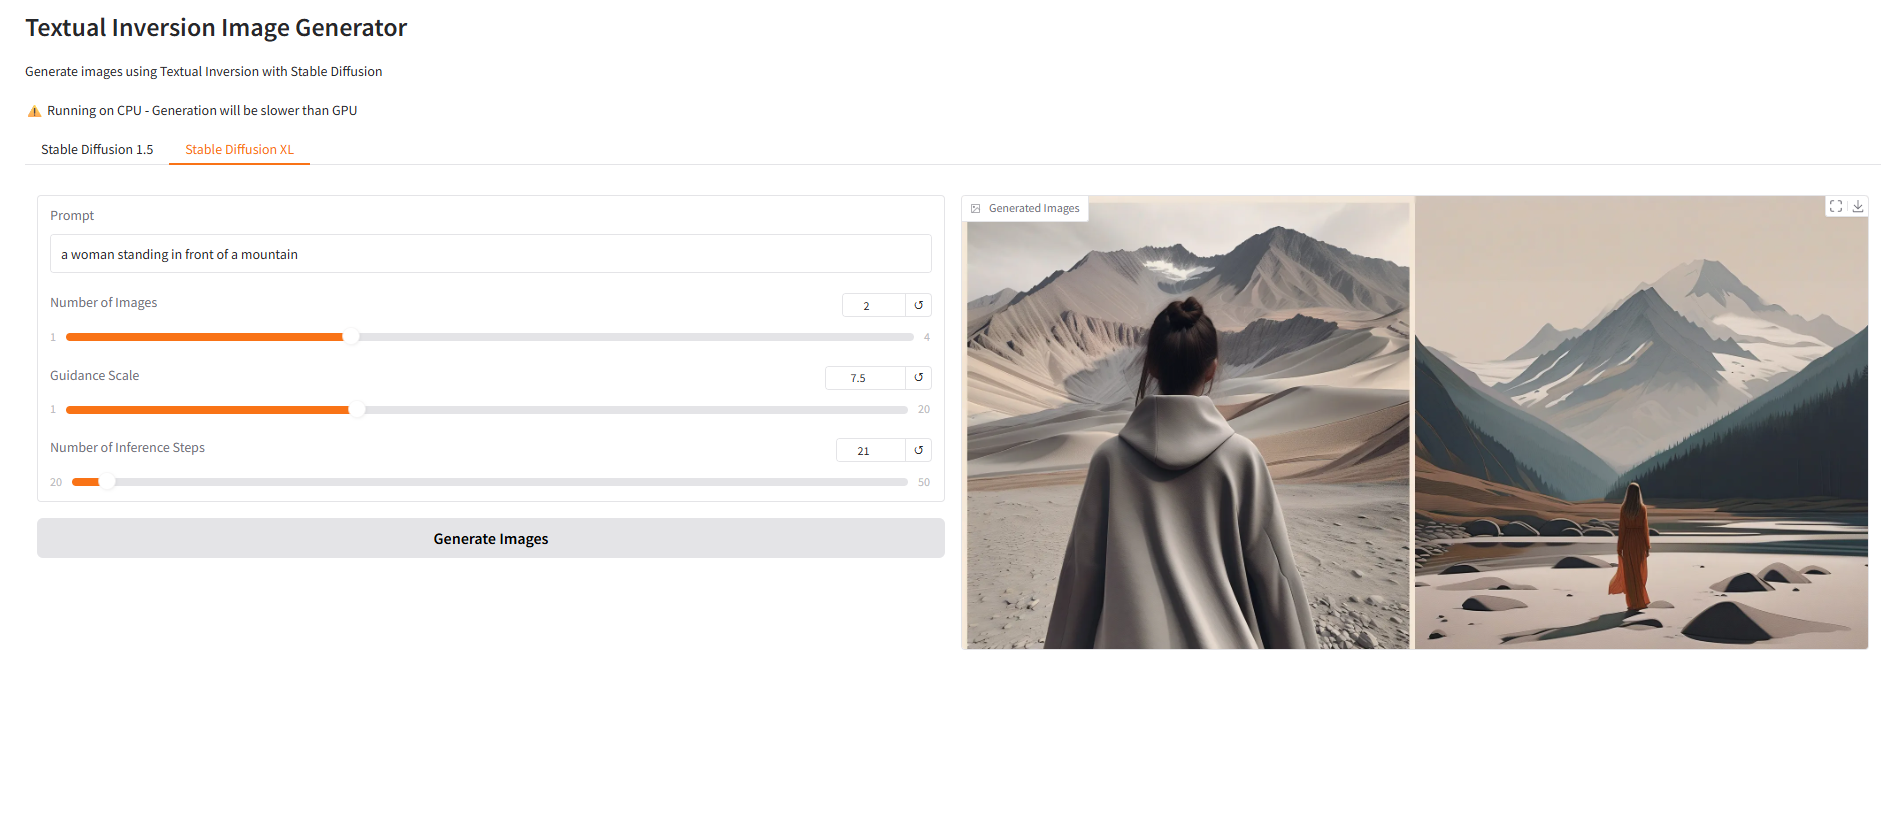 Textual Inversion Image Generator
Generate images using Textual Inversion with Stable Diffusion
⚠️ Running on CPU - Generation will be slower than GPU
Stable Diffusion 1.5 Stable Diffusion XL
Prompt
a woman standing in front of a mountain
Number of Images 2
1 4
Guidance Scale 7.5
1 20
Number of Inference Steps 21
20 50
Generate Images
Generated Images